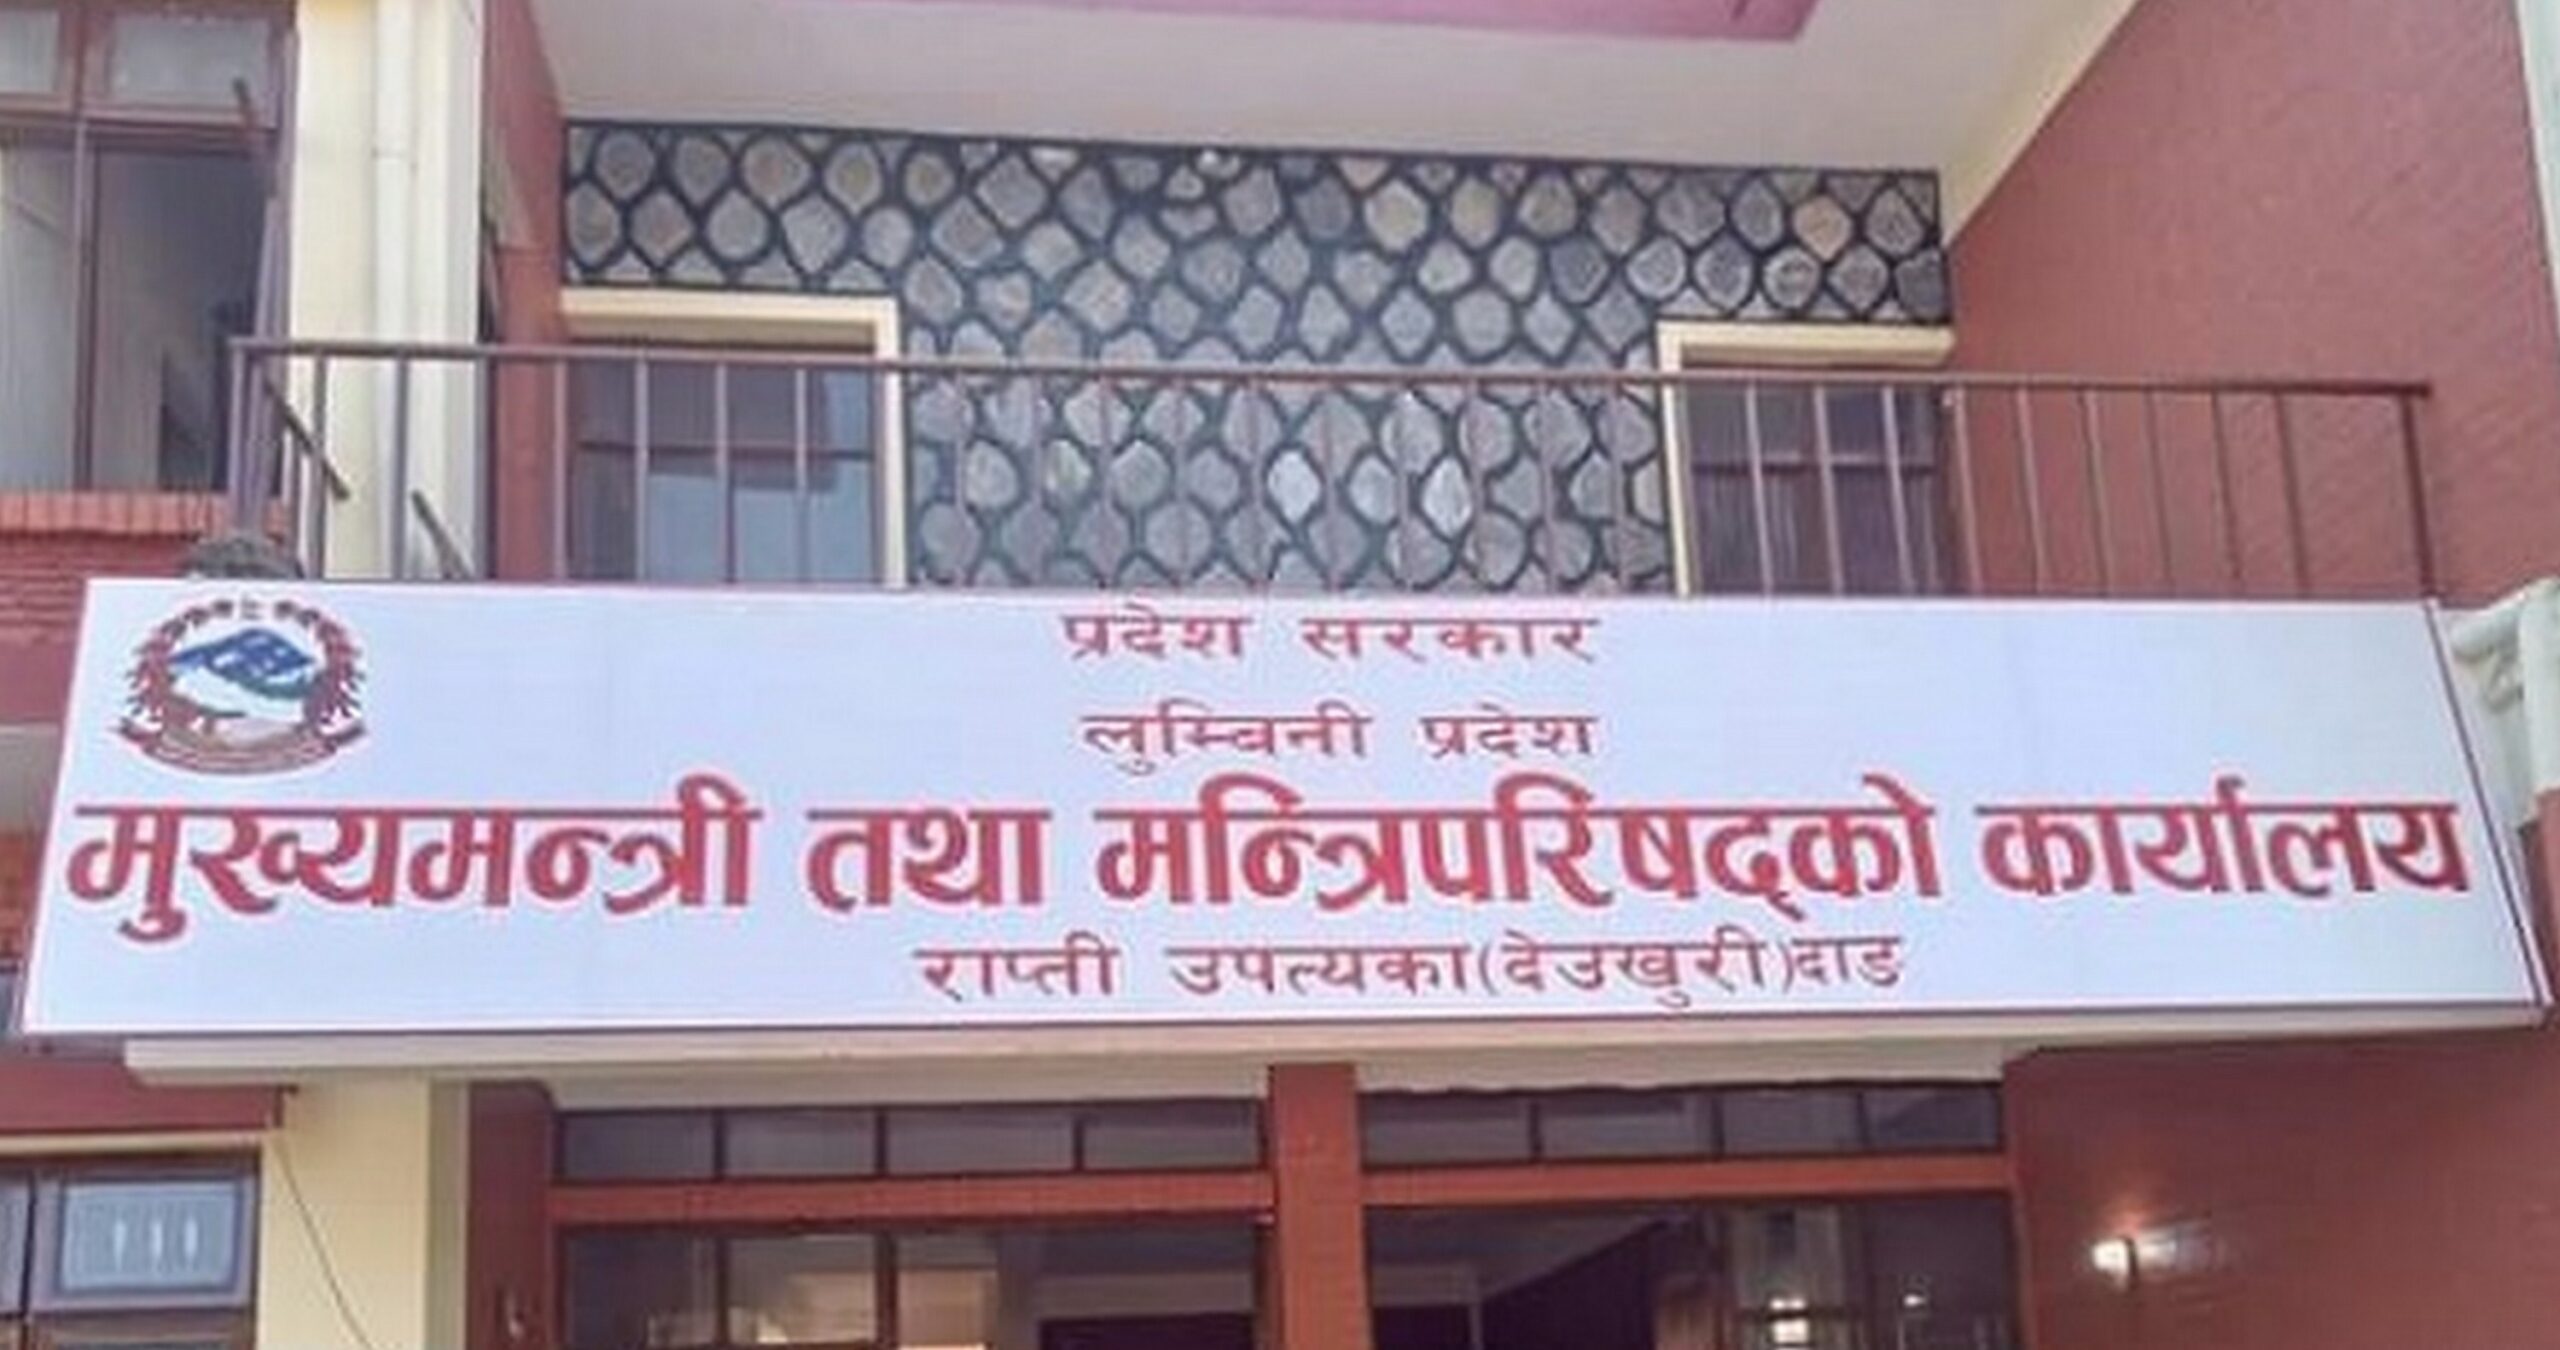 प्रदेश सरकार
लुम्बिनी प्रदेश
मुख्यमन्त्री तथा मन्त्रिपरिषद्को कार्यालय
राप्ती उपत्यका(देउखुरी)दाङ